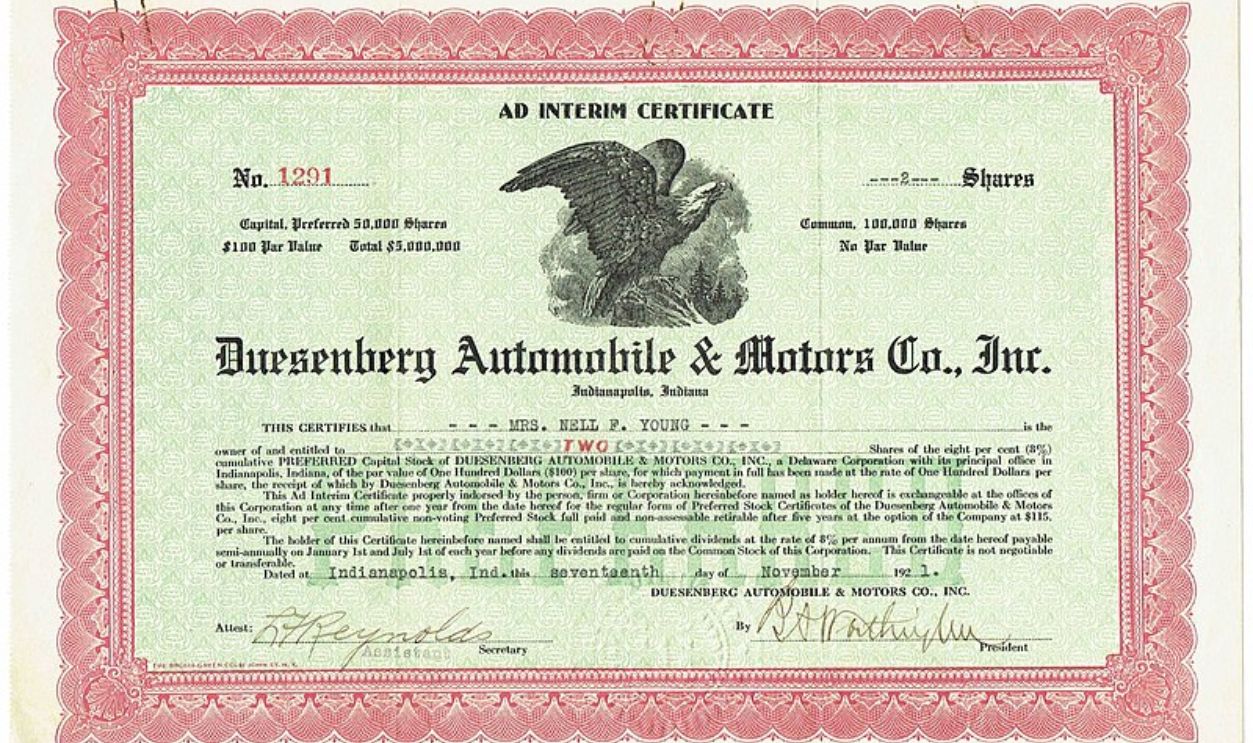 AD INTERIM CERTIFICATE
No. 1291
---2--- Shares
Capital, Preferred 50,000 Shares
$100 Par Value Total $5,000,000
Common, 100,000 Shares
No Par Value
Duesenberg Automobile & Motors Co., Inc.
Indianapolis, Indiana
THIS CERTIFIES that - - - MRS. NELL F. YOUNG - - - is the
owner of and entitled to TWO Shares of the eight per cent (8%)
cumulative PREFERRED Capital Stock of DUESENBERG AUTOMOBILE & MOTORS CO., INC., a Delaware Corporation with its principal office in
Indianapolis, Indiana, of the par value of One Hundred Dollars ($100) per share, for which payment in full has been made at the rate of One Hundred Dollars per
share, the receipt of which by Duesenberg Automobile & Motors Co., Inc., is hereby acknowledged.
This Ad Interim Certificate properly indorsed by the person, firm or Corporation hereinbefore named as holder hereof is exchangeable at the offices of
this Corporation at any time after one year from the date hereof for the regular form of Preferred Stock Certificates of the Duesenberg Automobile & Motors
Co., Inc., eight per cent cumulative non-voting Preferred Stock full paid and non-assessable retirable after five years at the option of the Company at $115.
per share.
The holder of this Certificate hereinbefore named shall be entitled to cumulative dividends at the rate of 8% per annum from the date hereof payable
semi-annually on January 1st and July 1st of each year before any dividends are paid on the Common Stock of this Corporation. This Certificate is not negotiable
or transferable.
Dated at Indianapolis, Ind. this seventeenth day of November 1921.
DUESENBERG AUTOMOBILE & MOTORS CO., INC.
Attest: L F Reynolds
Assistant Secretary
By B A Worthington
President